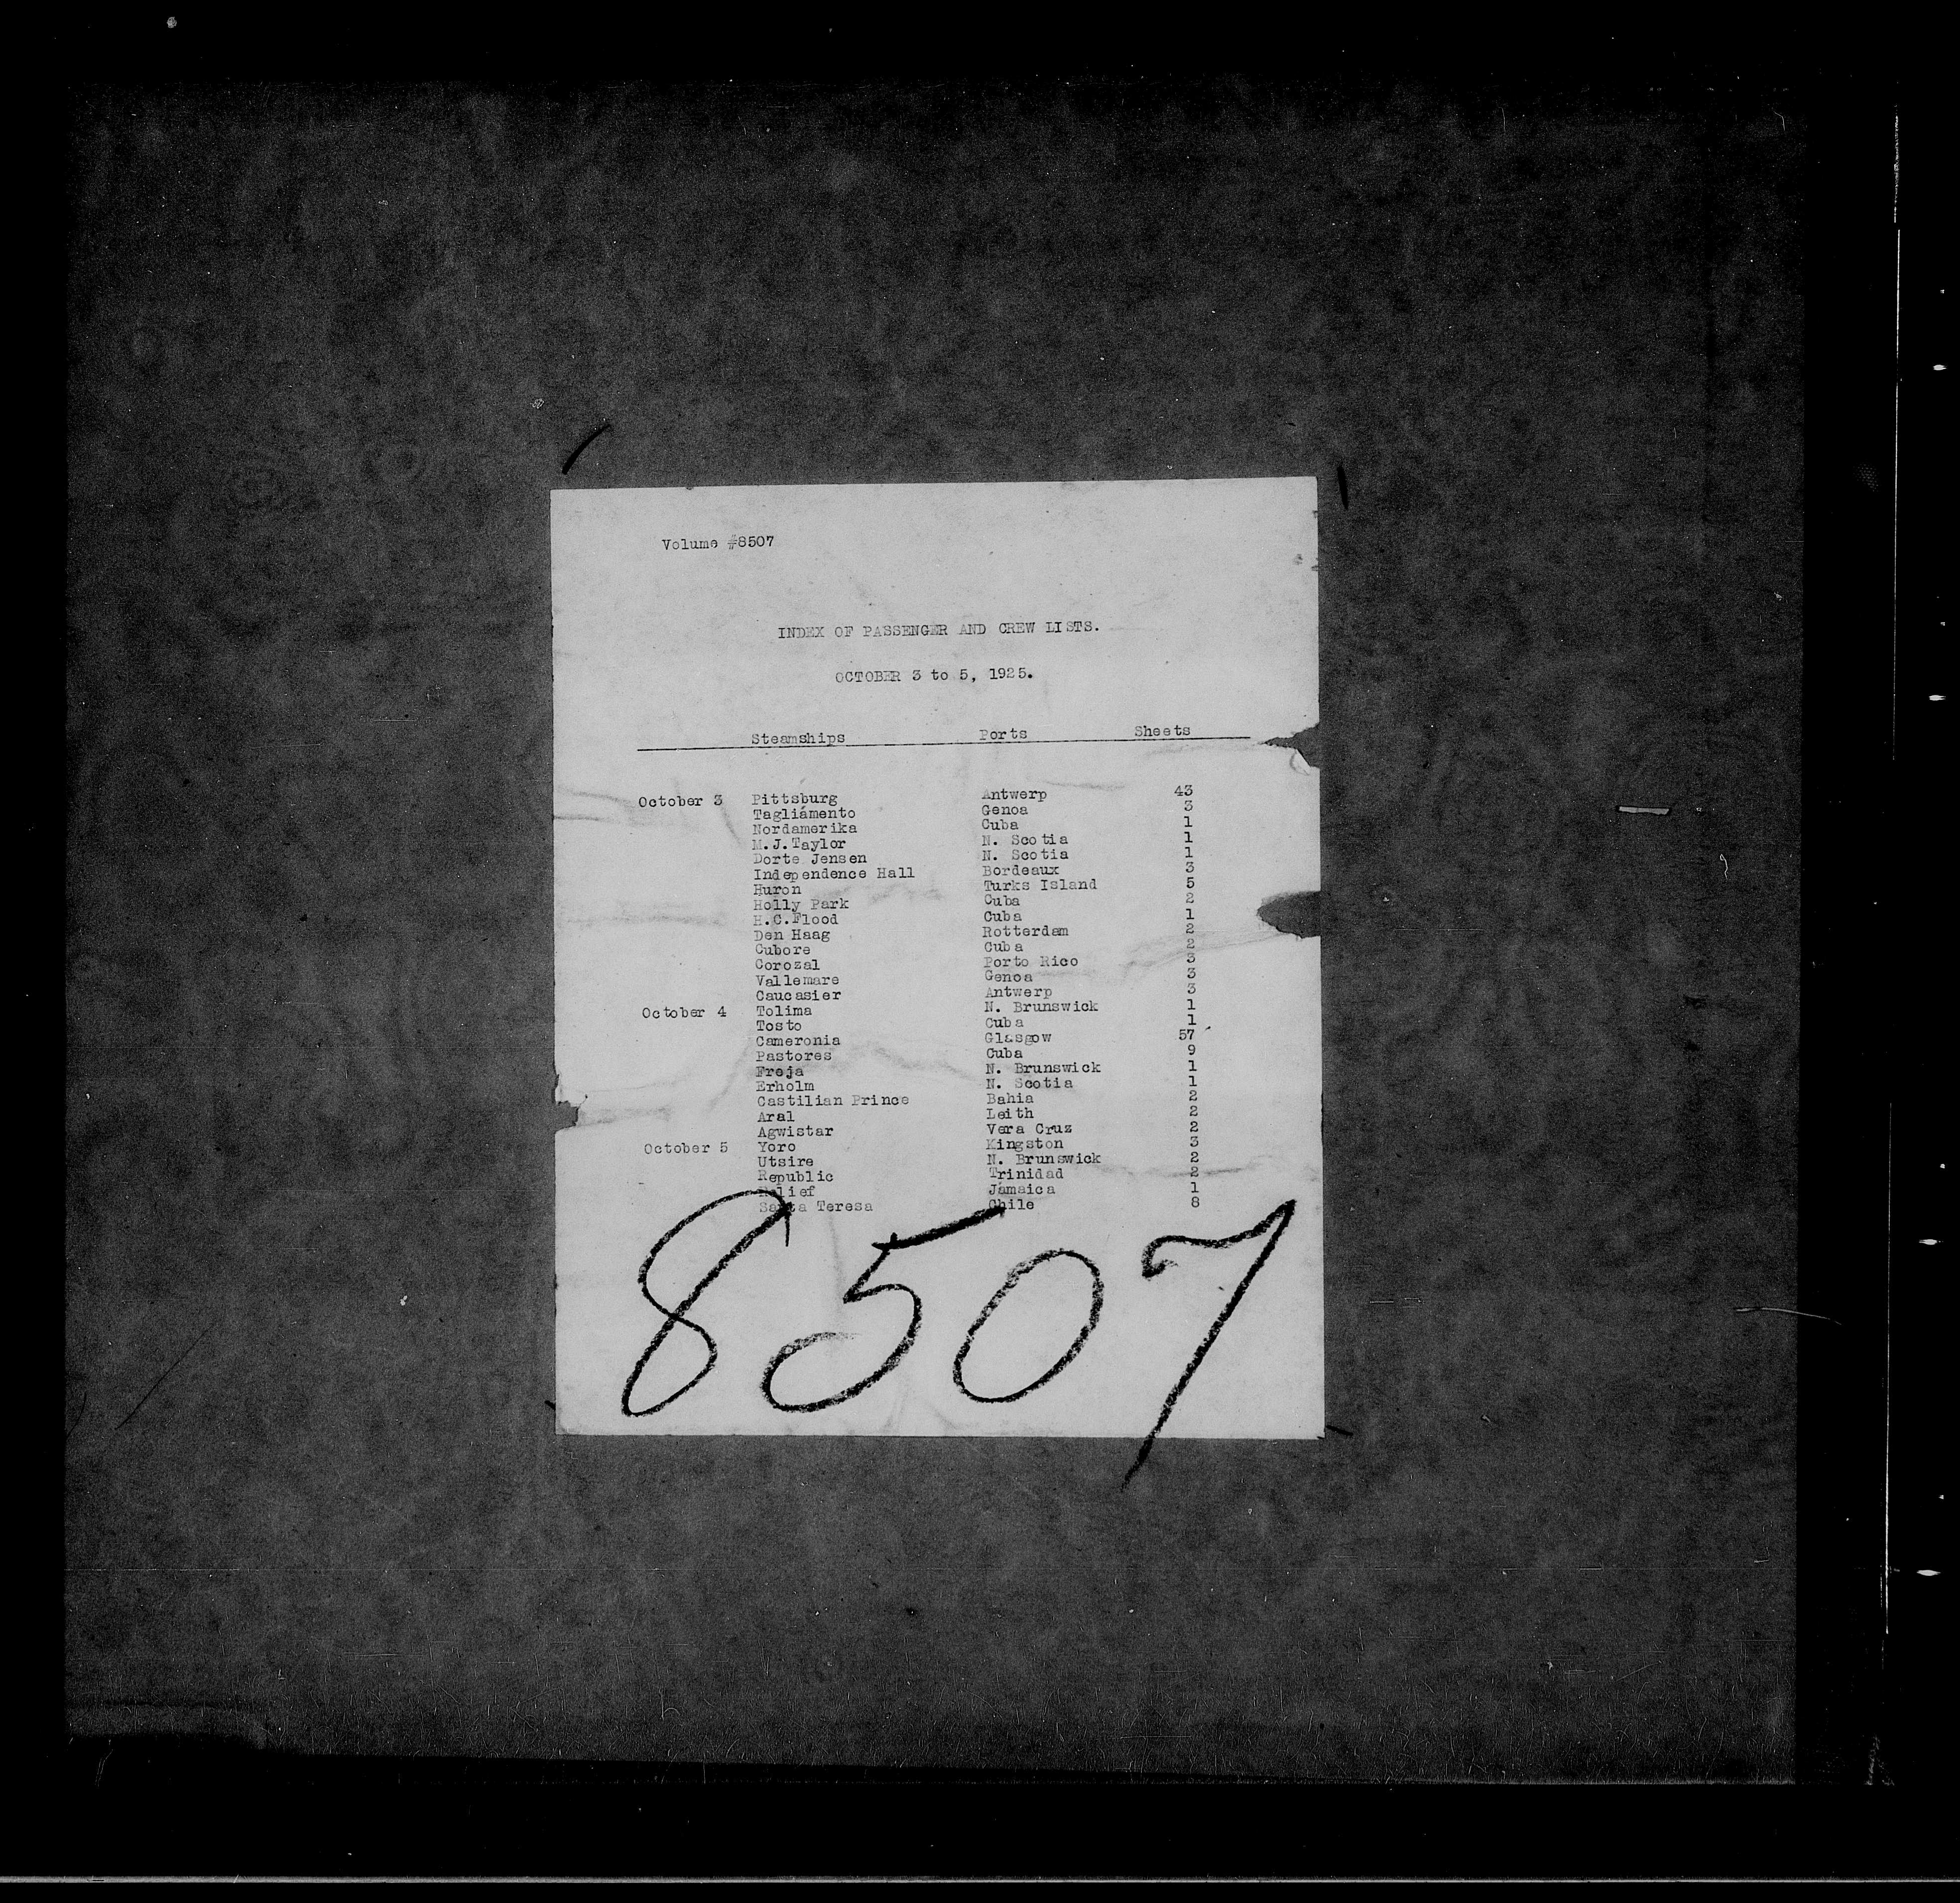 Volume #8507
INDEX OF PASSENGER AND CREW LISTS.
OCTOBER 3 to 5, 1925.
Steamships Ports Sheets
October 3 Pittsburg Antwerp 43
Tagliámento Genoa 3
Nordamerika Cuba 1
M.J.Taylor N. Scotia 1
Dorte Jensen N. Scotia 1
Independence Hall Bordeaux 3
Huron Turks Island 5
Holly Park Cuba 2
H.C.Flood Cuba 1
Den Haag Rotterdam 2
Cubore Cuba 2
Corozal Porto Rico 3
Vallemare Genoa 3
Caucasier Antwerp 3
October 4 Tolima N. Brunswick 1
Tosto Cuba 1
Cameronia Glasgow 57
Pastores Cuba 9
Freja N. Brunswick 1
Erholm N. Scotia 1
Castilian Prince Bahia 2
Aral Leith 2
Agwistar Vera Cruz 2
October 5 Yoro Kingston 3
Utsire N. Brunswick 2
Republic Trinidad 2
Relief Jamaica 1
Santa Teresa Chile 8
8507